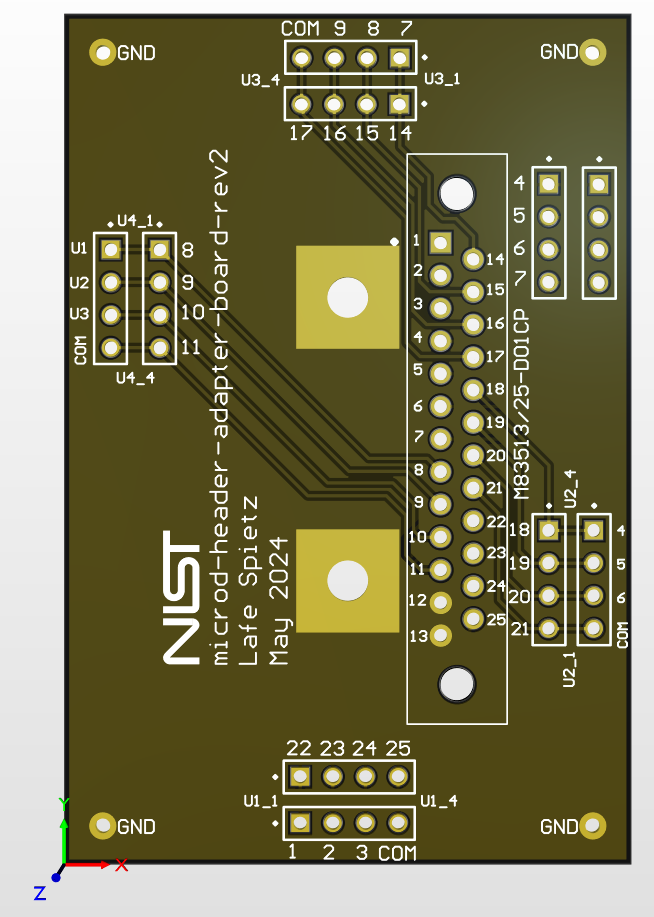 COM 9 8 7
GND
GND
U3_4
U3_1
17 16 15 14
U4_1
U1
U2
U3
COM
8
9
10
11
U4_4
1
2
3
4
5
6
7
8
9
10
11
12
13
14
15
16
17
18
19
20
21
22
23
24
25
M83513/25-D01CP
4
5
6
7
U2_4
18
19
20
21
4
5
6
COM
U2_1
NIST
microd-header-adapter-board-rev2
Lafe Spietz
May 2024
22 23 24 25
U1_1
U1_4
1 2 3 COM
GND
GND
Y
X
Z